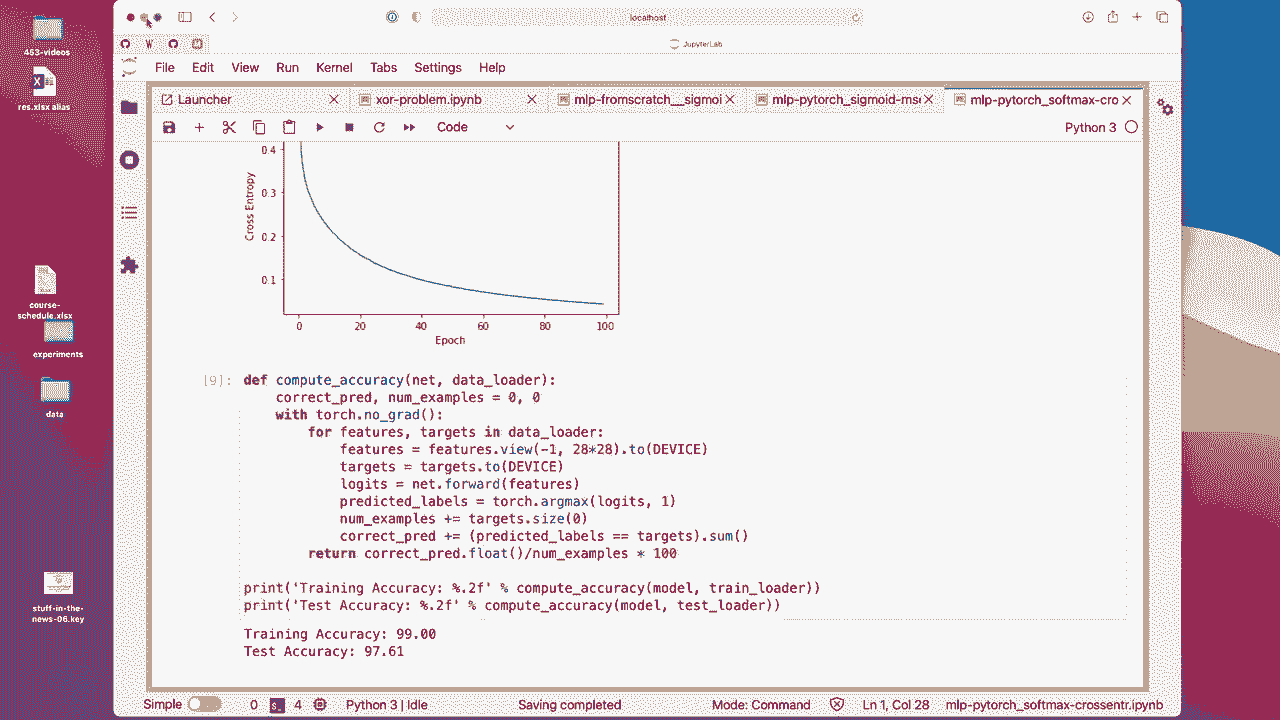 localhost
453-videos
JupyterLab
File Edit View Run Kernel Tabs Settings Help
res.xlsx alias
Launcher
xor-problem.ipynb
mlp-fromscratch__sigmoi
mlp-pytorch_sigmoid-mse
mlp-pytorch_softmax-cro
Code
Python 3
0.4
0.3
0.2
0.1
Cross Entropy
0 20 40 60 80 100
Epoch
course-
schedule.xlsx
experiments
data
stuff-in-the-
news-06.key
[9]: def compute_accuracy(net, data_loader):
correct_pred, num_examples = 0, 0
with torch.no_grad():
for features, targets in data_loader:
features = features.view(-1, 28*28).to(DEVICE)
targets = targets.to(DEVICE)
logits = net.forward(features)
predicted_labels = torch.argmax(logits, 1)
num_examples += targets.size(0)
correct_pred += (predicted_labels == targets).sum()
return correct_pred.float()/num_examples * 100
print('Training Accuracy: %.2f' % compute_accuracy(model, train_loader))
print('Test Accuracy: %.2f' % compute_accuracy(model, test_loader))
Training Accuracy: 99.00
Test Accuracy: 97.61
Simple 0 4 Python 3 | Idle Saving completed Mode: Command Ln 1, Col 28 mlp-pytorch_softmax-crossentr.ipynb